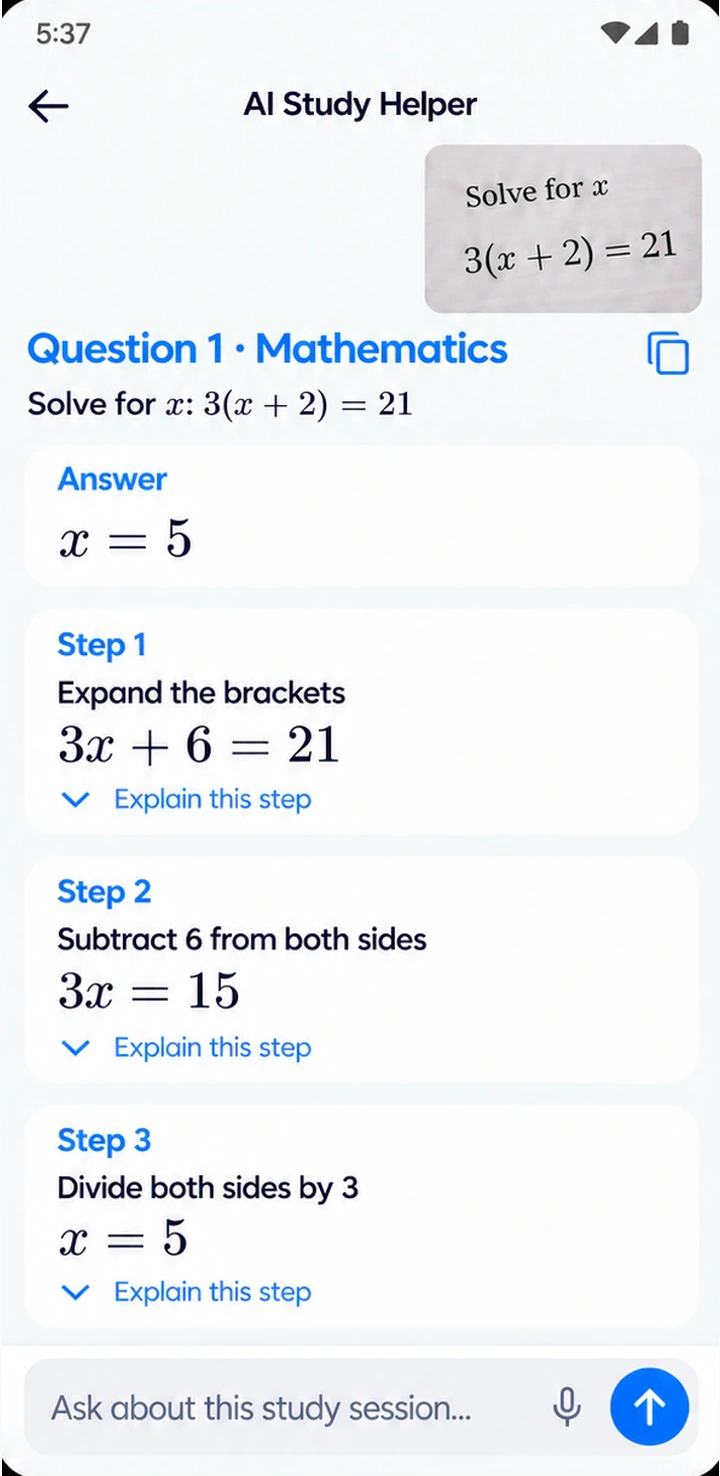 5:37
AI Study Helper
Solve for x
3(x + 2) = 21
Question 1 · Mathematics
Solve for x: 3(x + 2) = 21
Answer
x = 5
Step 1
Expand the brackets
3x + 6 = 21
Explain this step
Step 2
Subtract 6 from both sides
3x = 15
Explain this step
Step 3
Divide both sides by 3
x = 5
Explain this step
Ask about this study session...